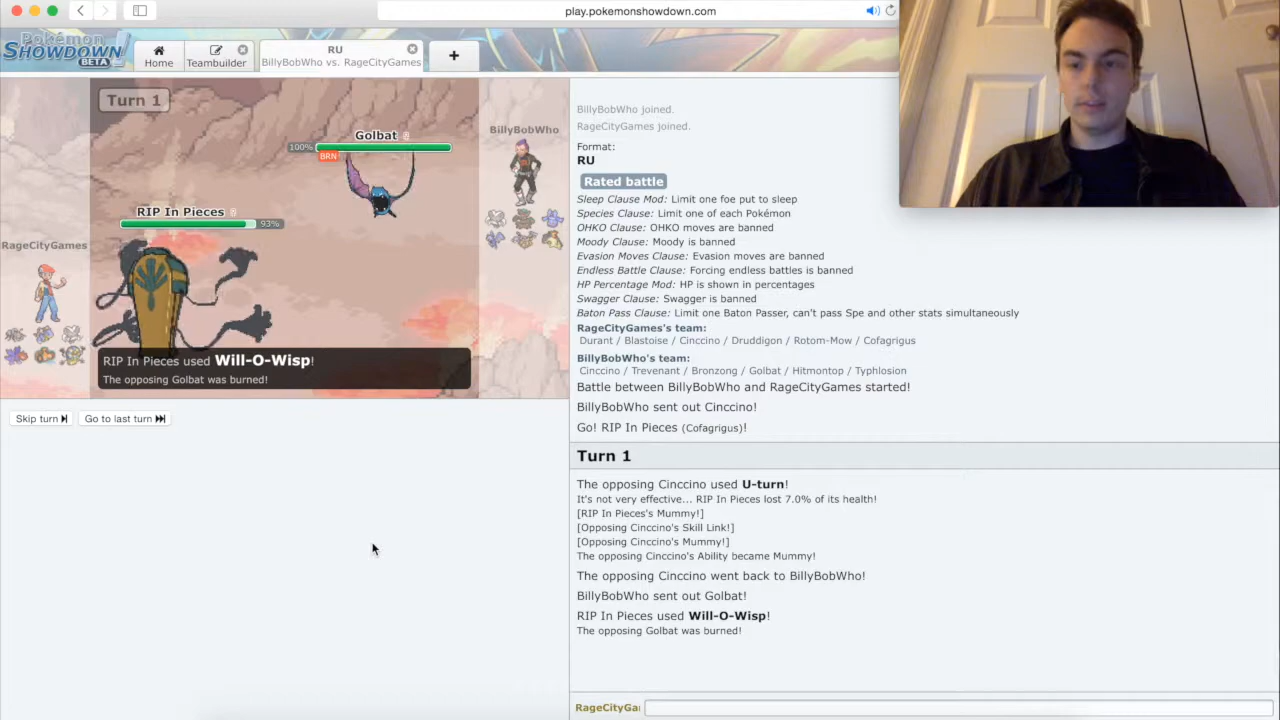 play.pokemonshowdown.com
Pokémon
SHOWDOWN
BETA
Home
Teambuilder
RU
BillyBobWho vs. RageCityGames
+
Turn 1
Golbat
100%
BRN
RIP In Pieces
93%
RageCityGames
BillyBobWho
RIP In Pieces used Will-O-Wisp!
The opposing Golbat was burned!
Skip turn
Go to last turn
BillyBobWho joined.
RageCityGames joined.
Format:
RU
Rated battle
Sleep Clause Mod: Limit one foe put to sleep
Species Clause: Limit one of each Pokémon
OHKO Clause: OHKO moves are banned
Moody Clause: Moody is banned
Evasion Moves Clause: Evasion moves are banned
Endless Battle Clause: Forcing endless battles is banned
HP Percentage Mod: HP is shown in percentages
Swagger Clause: Swagger is banned
Baton Pass Clause: Limit one Baton Passer, can't pass Spe and other stats simultaneously
RageCityGames's team:
Durant / Blastoise / Cinccino / Druddigon / Rotom-Mow / Cofagrigus
BillyBobWho's team:
Cinccino / Trevenant / Bronzong / Golbat / Hitmontop / Typhlosion
Battle between BillyBobWho and RageCityGames started!
BillyBobWho sent out Cinccino!
Go! RIP In Pieces (Cofagrigus)!
Turn 1
The opposing Cinccino used U-turn!
It's not very effective... RIP In Pieces lost 7.0% of its health!
[RIP In Pieces's Mummy!]
[Opposing Cinccino's Skill Link!]
[Opposing Cinccino's Mummy!]
The opposing Cinccino's Ability became Mummy!
The opposing Cinccino went back to BillyBobWho!
BillyBobWho sent out Golbat!
RIP In Pieces used Will-O-Wisp!
The opposing Golbat was burned!
RageCityGa